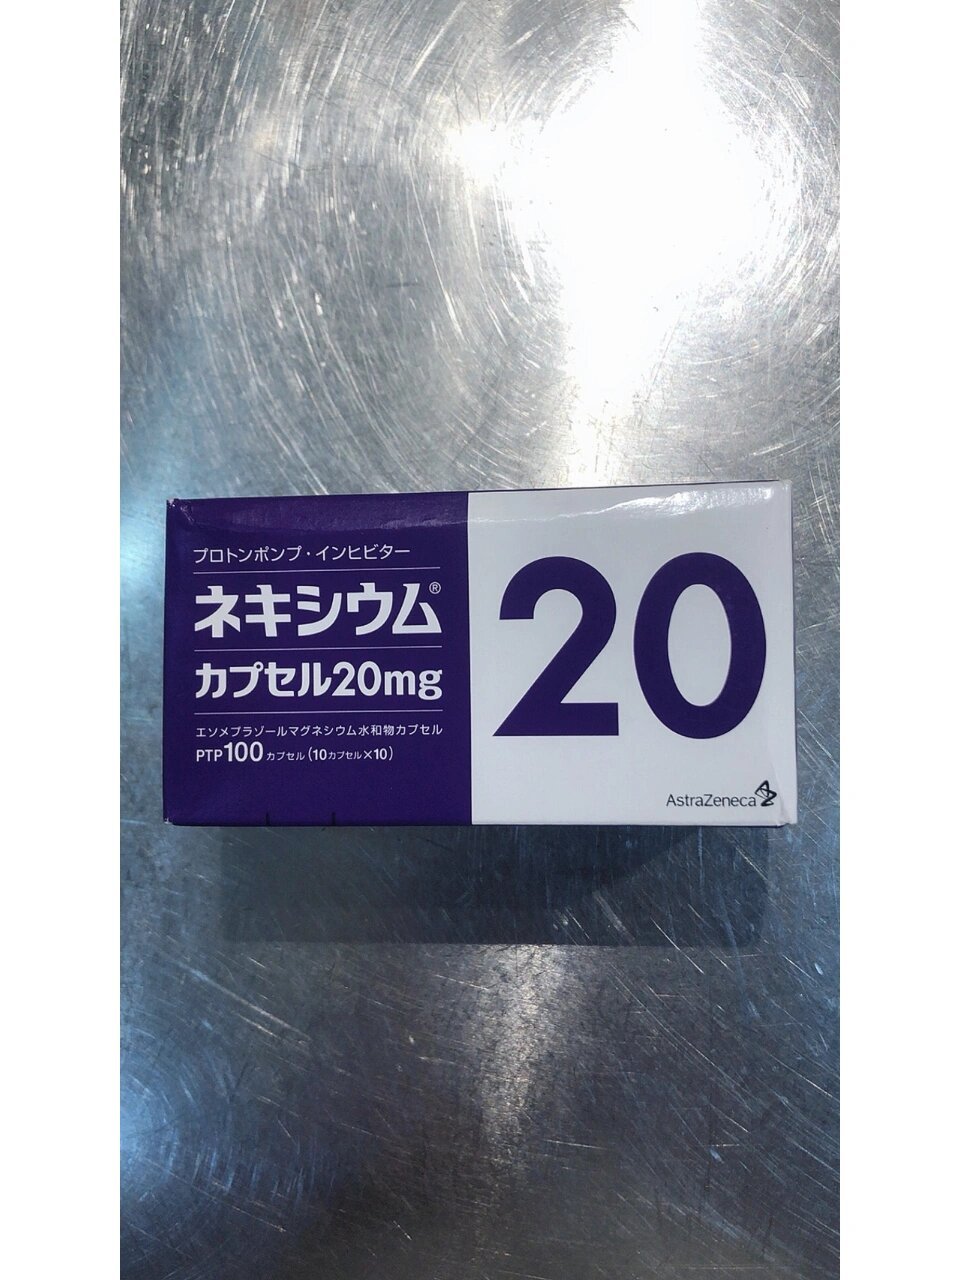 プロトンポンプ・インヒビター
ネキシウム®
カプセル20mg
エソメプラゾールマグネシウム水和物カプセル
PTP100カプセル(10カプセル×10)
20
AstraZeneca